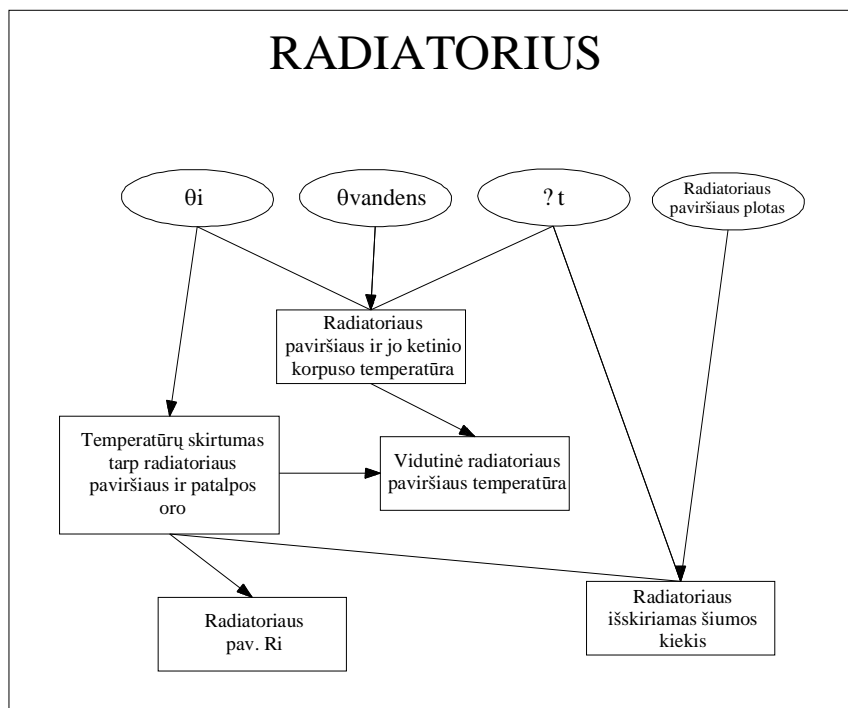 RADIATORIUS
θi
θvandens
?t
Radiatoriaus
paviršiaus plotas
Radiatoriaus
paviršiaus ir jo ketinio
korpuso temperatūra
Temperatūrų skirtumas
tarp radiatoriaus
paviršiaus ir patalpos
oro
Vidutinė radiatoriaus
paviršiaus temperatūra
Radiatoriaus
pav. Ri
Radiatoriaus
išskiriamas šiumos
kiekis